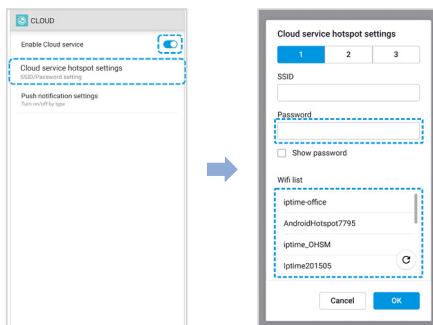 CLOUD
Enable Cloud service
Cloud service hotspot settings
SSID/Password setting
Push notification settings
Turn on/off by type
Cloud service hotspot settings
1 2 3
SSID
Password
Show password
Wifi list
iptime-office
AndroidHotspot7795
iptime_OHSM
Iptime201505
Cancel OK